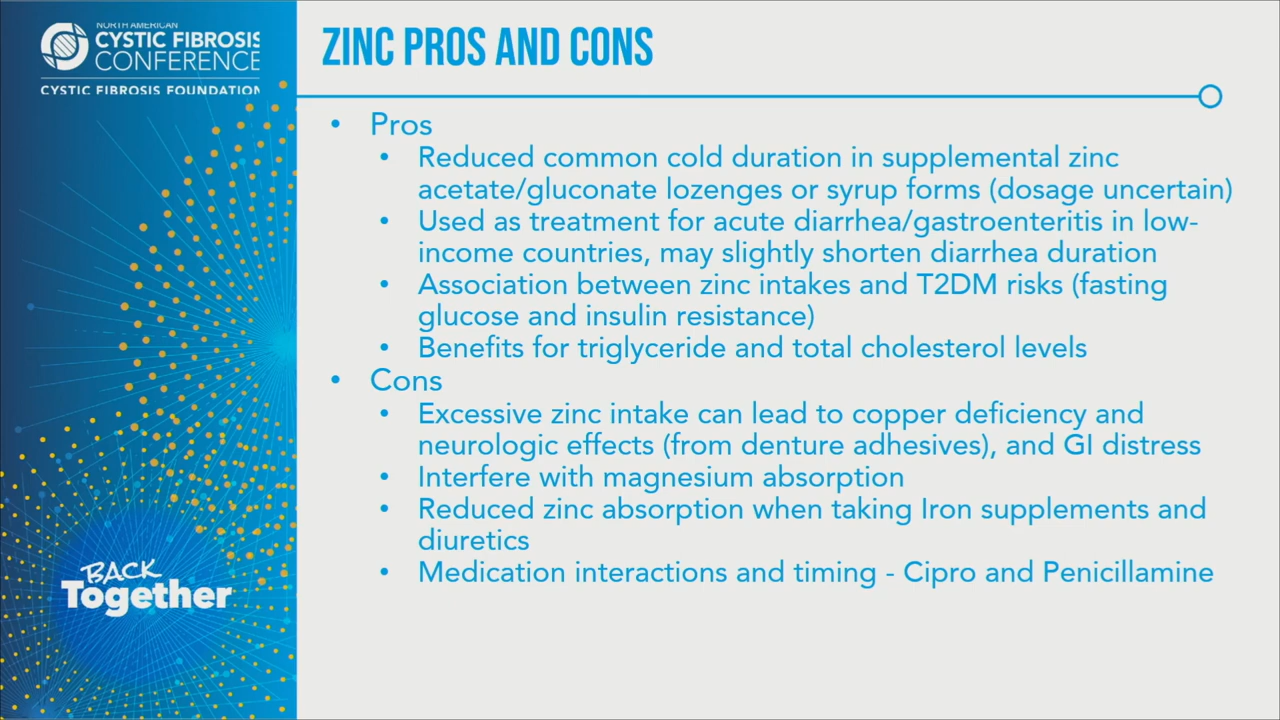 NORTH AMERICAN
CYSTIC FIBROSIS
CONFERENCE
CYSTIC FIBROSIS FOUNDATION
BACK
Together
ZINC PROS AND CONS
• Pros
• Reduced common cold duration in supplemental zinc
acetate/gluconate lozenges or syrup forms (dosage uncertain)
• Used as treatment for acute diarrhea/gastroenteritis in low-
income countries, may slightly shorten diarrhea duration
• Association between zinc intakes and T2DM risks (fasting
glucose and insulin resistance)
• Benefits for triglyceride and total cholesterol levels
• Cons
• Excessive zinc intake can lead to copper deficiency and
neurologic effects (from denture adhesives), and GI distress
• Interfere with magnesium absorption
• Reduced zinc absorption when taking Iron supplements and
diuretics
• Medication interactions and timing - Cipro and Penicillamine